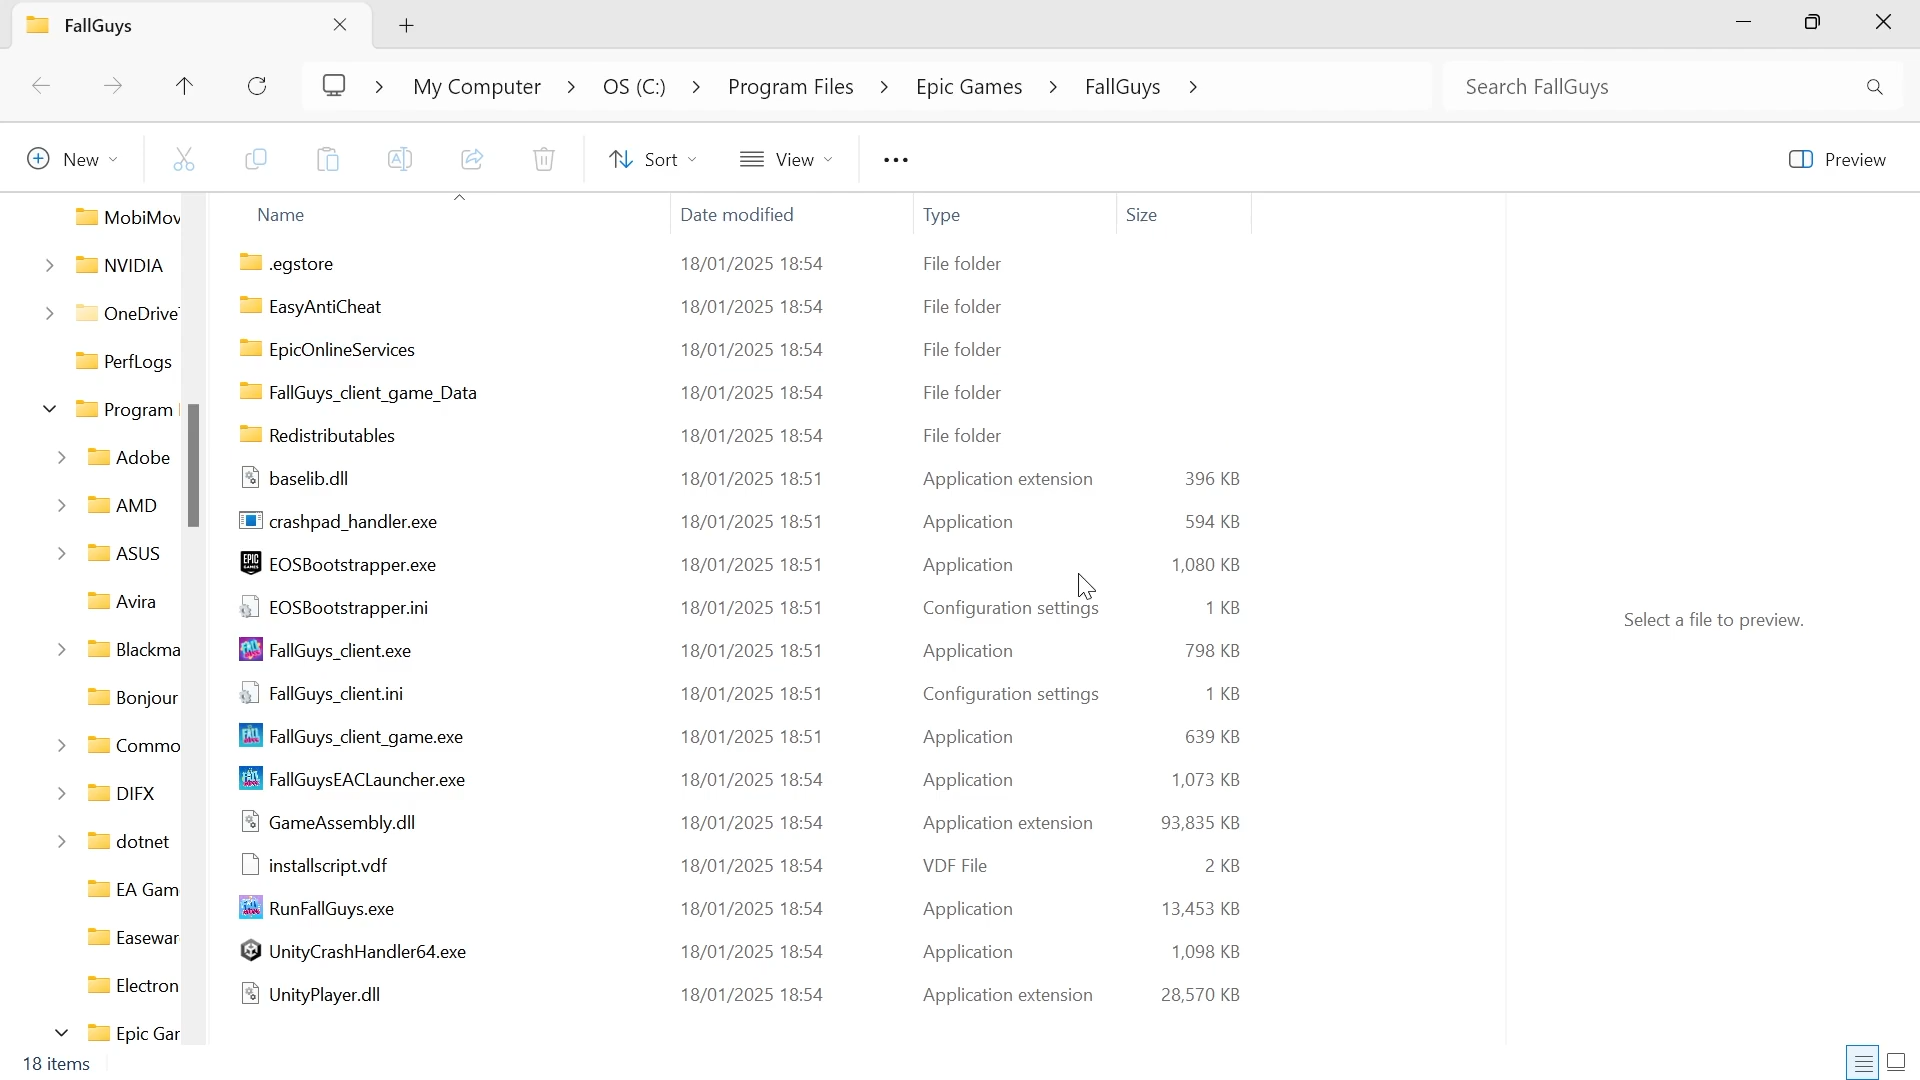 FallGuys
My Computer > OS (C:) > Program Files > Epic Games > FallGuys >
Search FallGuys
New
Sort
View
Preview
MobiMov
NVIDIA
OneDrive
PerfLogs
Program
Adobe
AMD
ASUS
Avira
Blackma
Bonjour
Commo
DIFX
dotnet
EA Gam
Easewar
Electron
Epic Gar
Name Date modified Type Size
.egstore 18/01/2025 18:54 File folder
EasyAntiCheat 18/01/2025 18:54 File folder
EpicOnlineServices 18/01/2025 18:54 File folder
FallGuys_client_game_Data 18/01/2025 18:54 File folder
Redistributables 18/01/2025 18:54 File folder
baselib.dll 18/01/2025 18:51 Application extension 396 KB
crashpad_handler.exe 18/01/2025 18:51 Application 594 KB
EOSBootstrapper.exe 18/01/2025 18:51 Application 1,080 KB
EOSBootstrapper.ini 18/01/2025 18:51 Configuration settings 1 KB
FallGuys_client.exe 18/01/2025 18:51 Application 798 KB
FallGuys_client.ini 18/01/2025 18:51 Configuration settings 1 KB
FallGuys_client_game.exe 18/01/2025 18:51 Application 639 KB
FallGuysEACLauncher.exe 18/01/2025 18:54 Application 1,073 KB
GameAssembly.dll 18/01/2025 18:54 Application extension 93,835 KB
installscript.vdf 18/01/2025 18:54 VDF File 2 KB
RunFallGuys.exe 18/01/2025 18:54 Application 13,453 KB
UnityCrashHandler64.exe 18/01/2025 18:54 Application 1,098 KB
UnityPlayer.dll 18/01/2025 18:54 Application extension 28,570 KB
Select a file to preview.
18 items